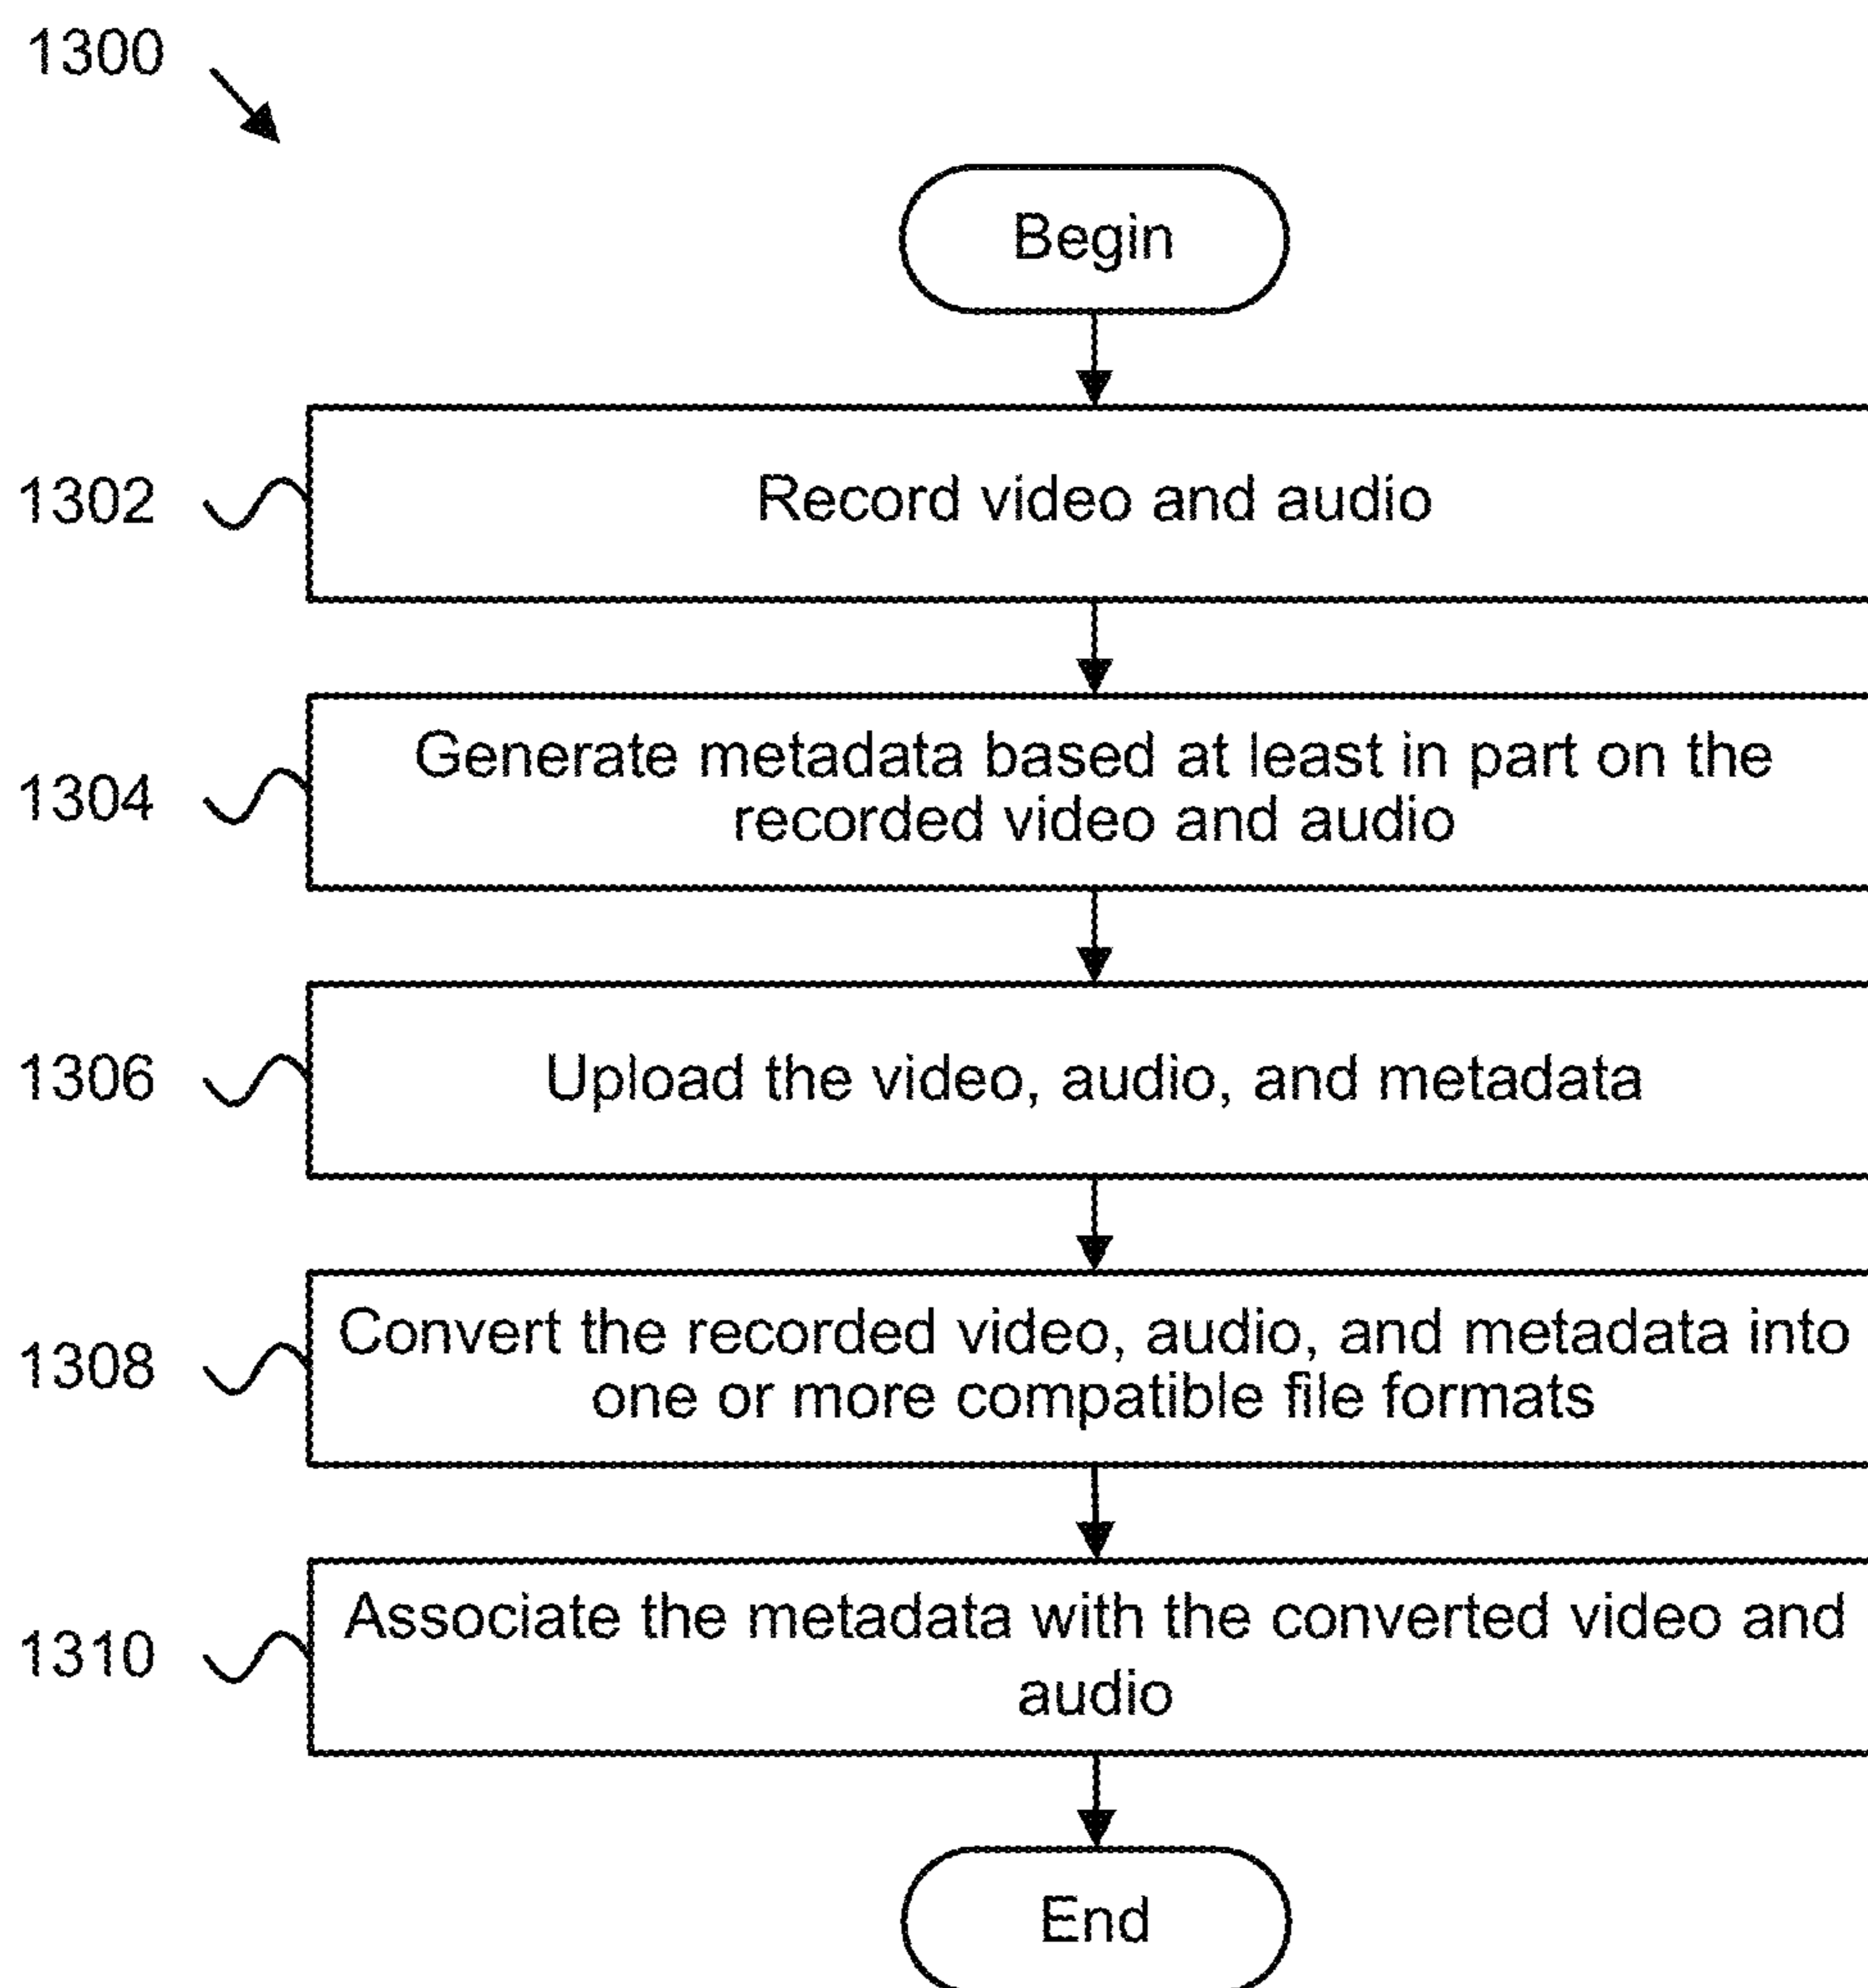 1300
Begin
1302
Record video and audio
1304
Generate metadata based at least in part on the
recorded video and audio
1306
Upload the video, audio, and metadata
1308
Convert the recorded video, audio, and metadata into
one or more compatible file formats
1310
Associate the metadata with the converted video and
audio
End